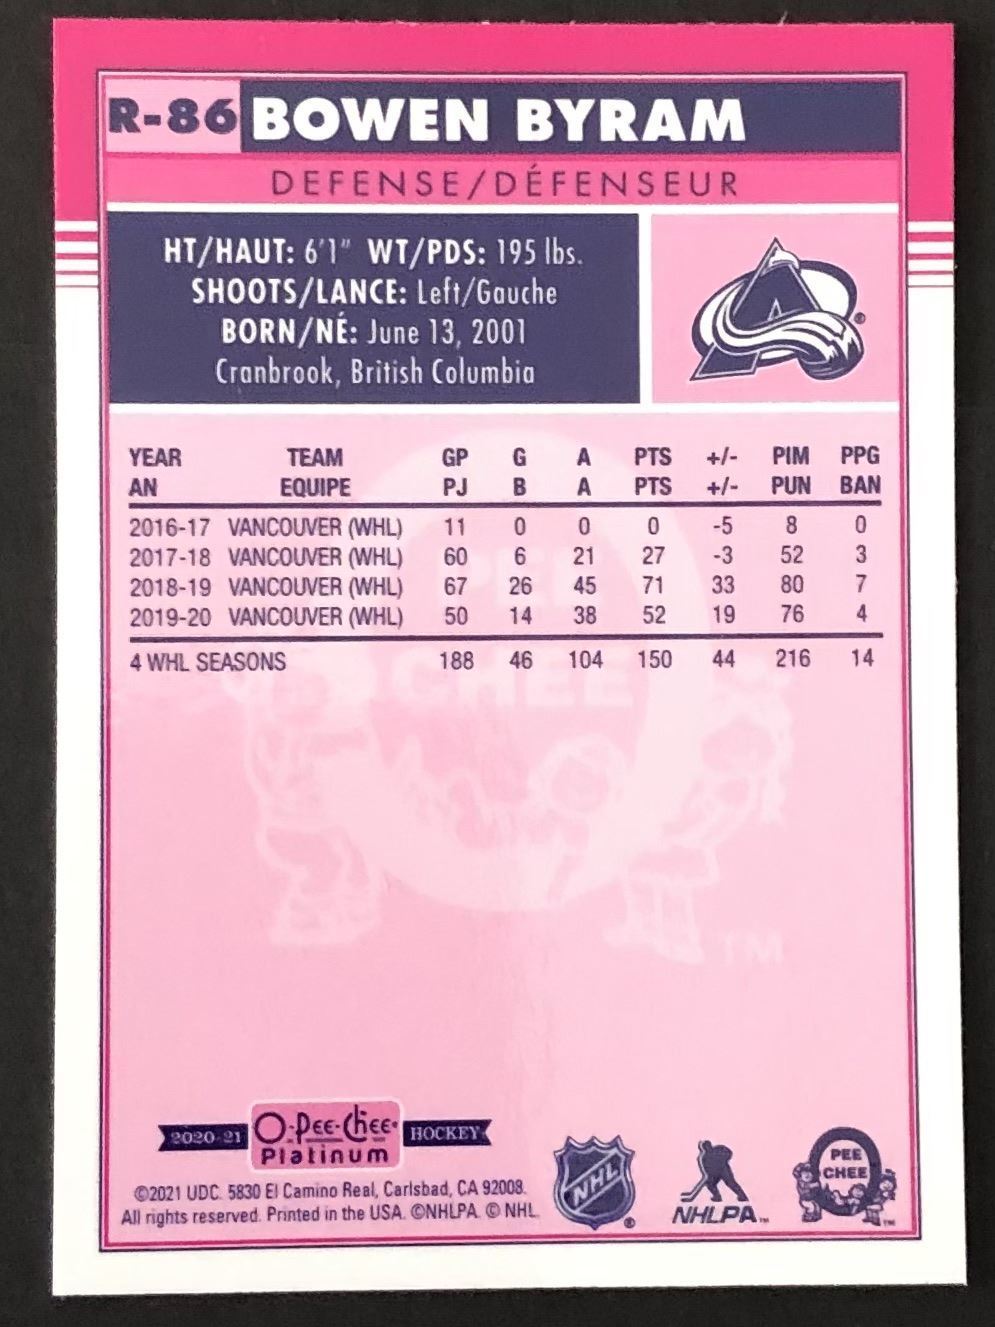 R-86 BOWEN BYRAM
DEFENSE/DÉFENSEUR
HT/HAUT: 6'1" WT/PDS: 195 lbs.
SHOOTS/LANCE: Left/Gauche
BORN/NÉ: June 13, 2001
Cranbrook, British Columbia
A
®
YEAR TEAM GP G A PTS +/- PIM PPG
AN EQUIPE PJ B A PTS +/- PUN BAN
2016-17 VANCOUVER (WHL) 11 0 0 0 -5 8 0
2017-18 VANCOUVER (WHL) 60 6 21 27 -3 52 3
2018-19 VANCOUVER (WHL) 67 26 45 71 33 80 7
2019-20 VANCOUVER (WHL) 50 14 38 52 19 76 4
4 WHL SEASONS 188 46 104 150 44 216 14
PEE
CHEE
TM
2020-21 O-Pee-Chee HOCKEY
Platinum
©2021 UDC. 5830 El Camino Real, Carlsbad, CA 92008.
All rights reserved. Printed in the USA. ©NHLPA. © NHL.
NHL ®
NHLPA™
PEE
CHEE
TM